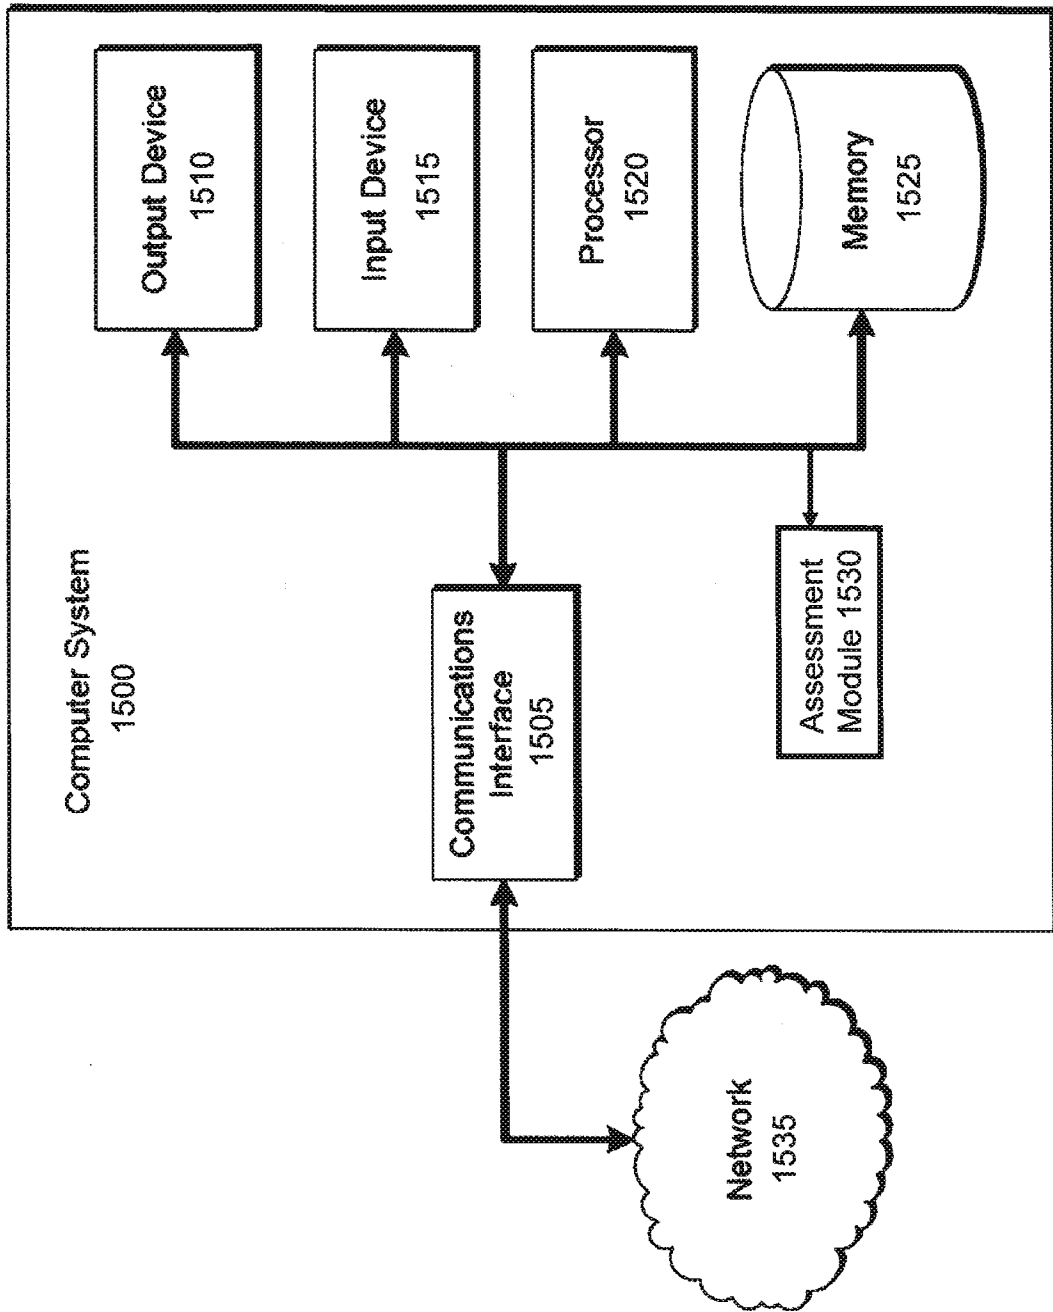 Computer System
1500
Output Device
1510
Input Device
1515
Processor
1520
Memory
1525
Communications
Interface
1505
Assessment
Module 1530
Network
1535